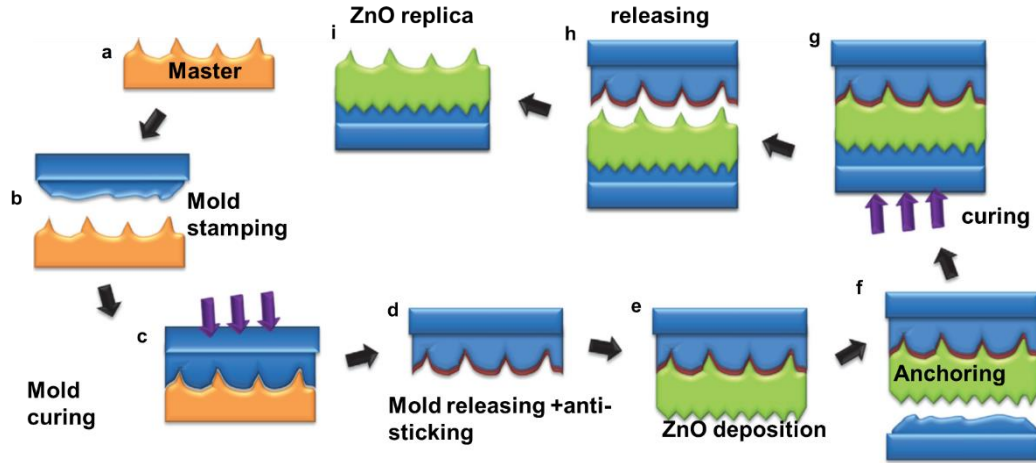 a
Master
b
Mold
stamping
c
Mold
curing
d
Mold releasing +anti-
sticking
e
ZnO deposition
f
Anchoring
g
curing
h
releasing
i
ZnO replica